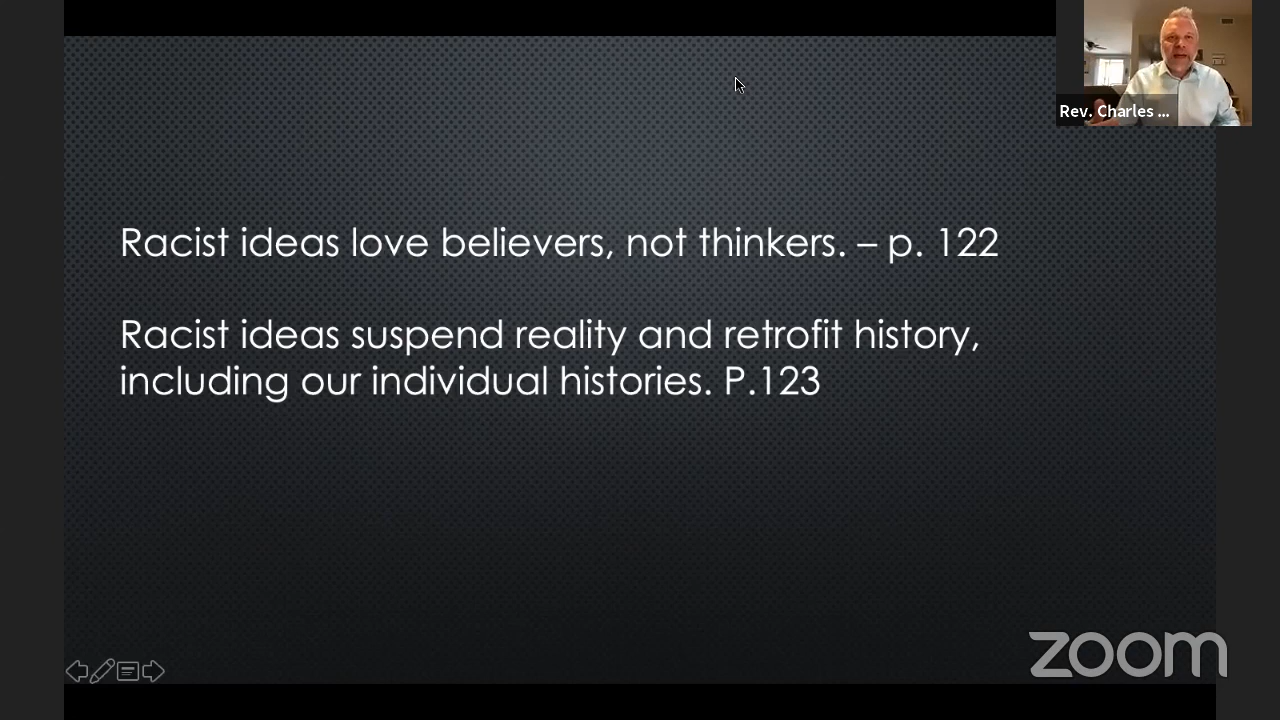 Rev. Charles ...
Racist ideas love believers, not thinkers. – p. 122
Racist ideas suspend reality and retrofit history,
including our individual histories. P.123
zoom